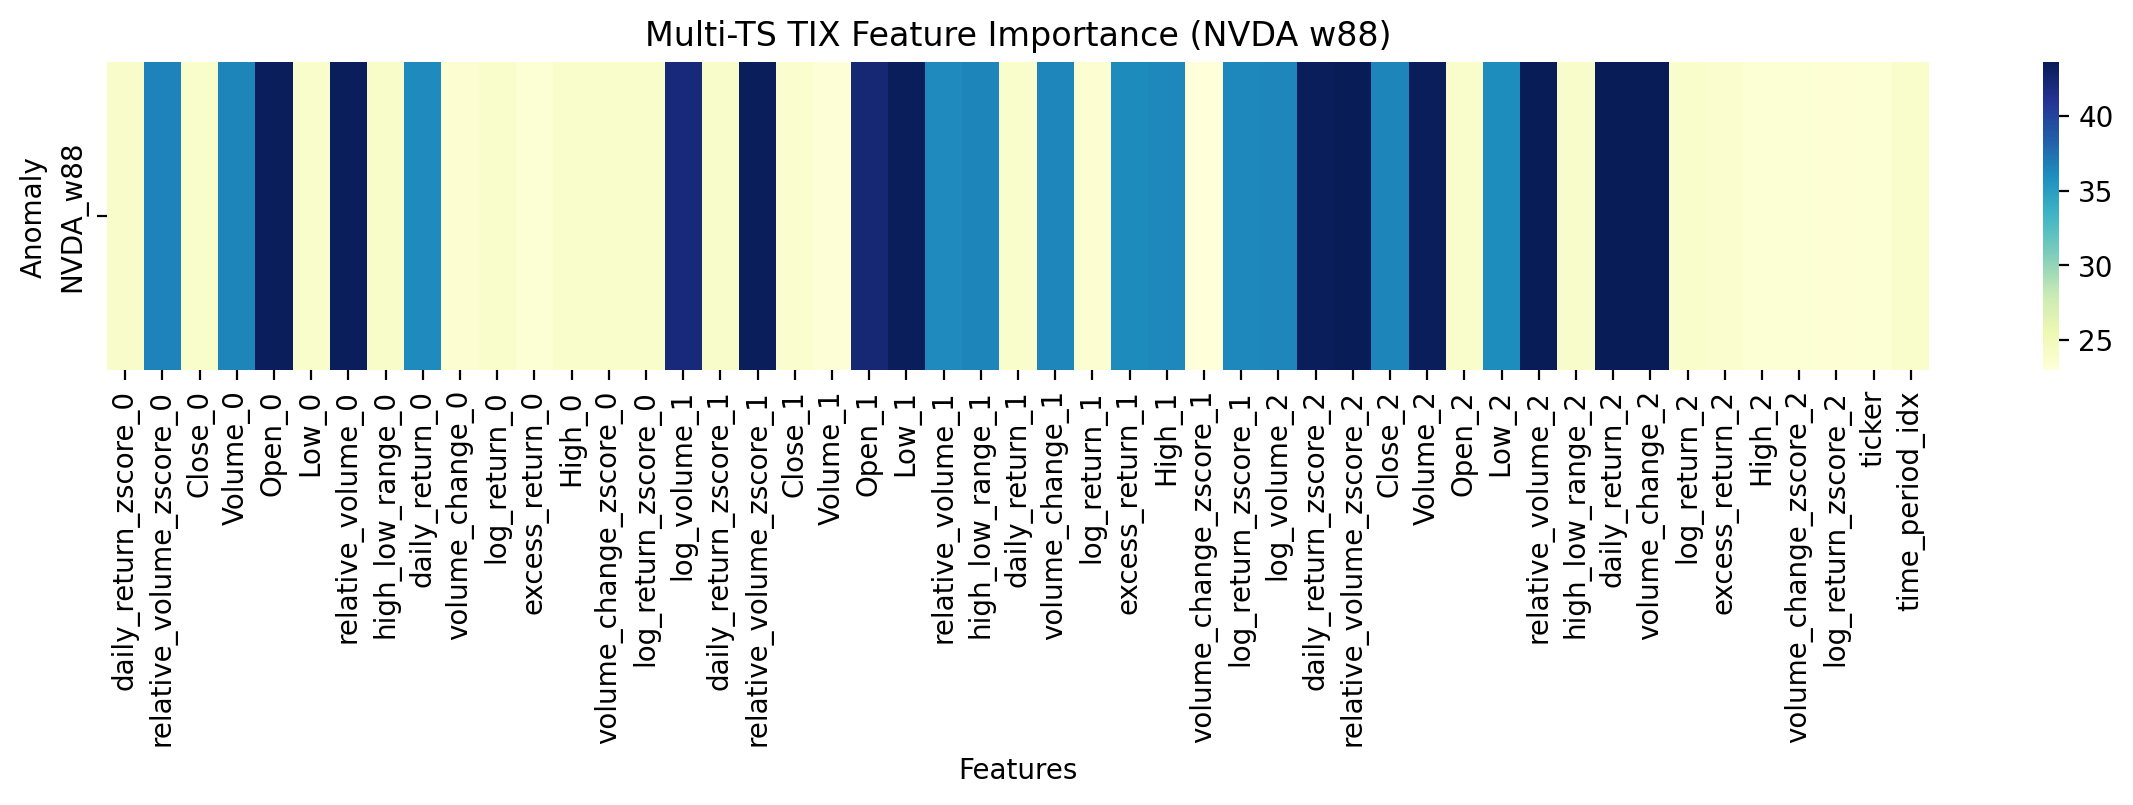 Multi-TS TIX Feature Importance (NVDA w88)
Anomaly
NVDA_w88
40
35
30
25
daily_return_zscore_0
relative_volume_zscore_0
Close_0
Volume_0
Open_0
Low_0
relative_volume_0
high_low_range_0
daily_return_0
volume_change_0
log_return_0
excess_return_0
High_0
volume_change_zscore_0
log_return_zscore_0
log_volume_1
daily_return_zscore_1
relative_volume_zscore_1
Close_1
Volume_1
Open_1
Low_1
relative_volume_1
high_low_range_1
daily_return_1
volume_change_1
log_return_1
excess_return_1
High_1
volume_change_zscore_1
log_return_zscore_1
log_volume_2
daily_return_zscore_2
relative_volume_zscore_2
Close_2
Volume_2
Open_2
Low_2
relative_volume_2
high_low_range_2
daily_return_2
volume_change_2
log_return_2
excess_return_2
High_2
volume_change_zscore_2
log_return_zscore_2
ticker
time_period_idx
Features